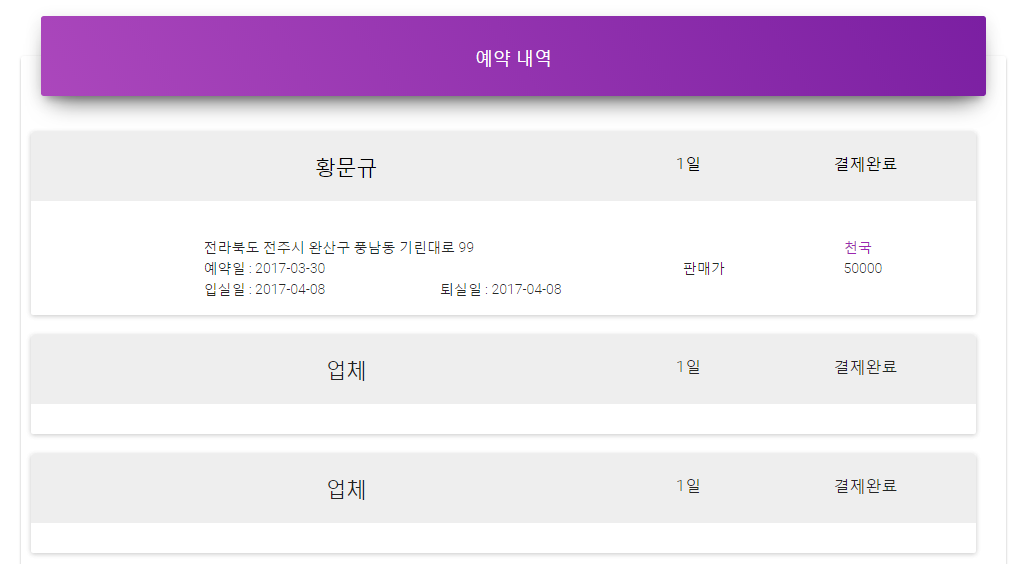 예약 내역
황문규 1일 결제완료
전라북도 전주시 완산구 풍남동 기린대로 99 천국
예약일 : 2017-03-30 판매가 50000
입실일 : 2017-04-08 퇴실일 : 2017-04-08
업체 1일 결제완료
업체 1일 결제완료